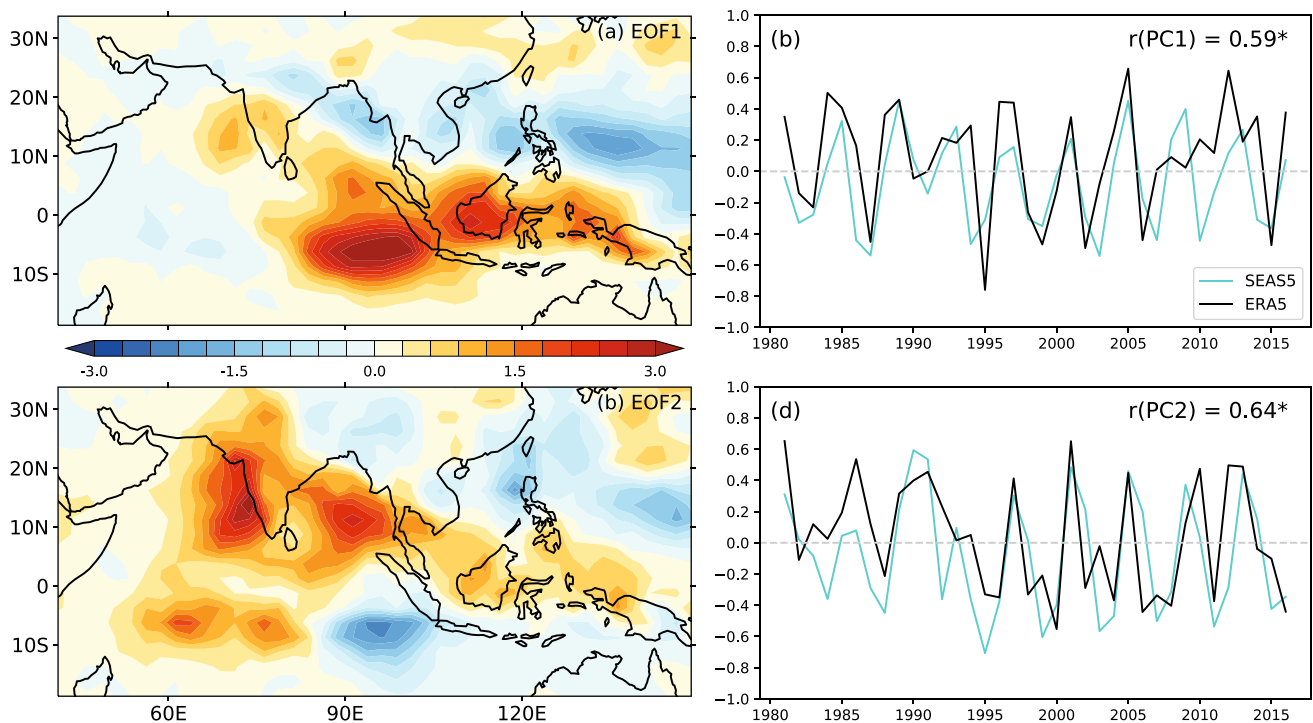 (a) EOF1
30N
20N
10N
0
10S
-3.0 -1.5 0.0 1.5 3.0
(b) EOF2
30N
20N
10N
0
10S
60E 90E 120E
(b) r(PC1) = 0.59*
1.0
0.8
0.6
0.4
0.2
0.0
−0.2
−0.4
−0.6
−0.8
−1.0
SEAS5
ERA5
1980 1985 1990 1995 2000 2005 2010 2015
(d) r(PC2) = 0.64*
1.0
0.8
0.6
0.4
0.2
0.0
−0.2
−0.4
−0.6
−0.8
−1.0
1980 1985 1990 1995 2000 2005 2010 2015